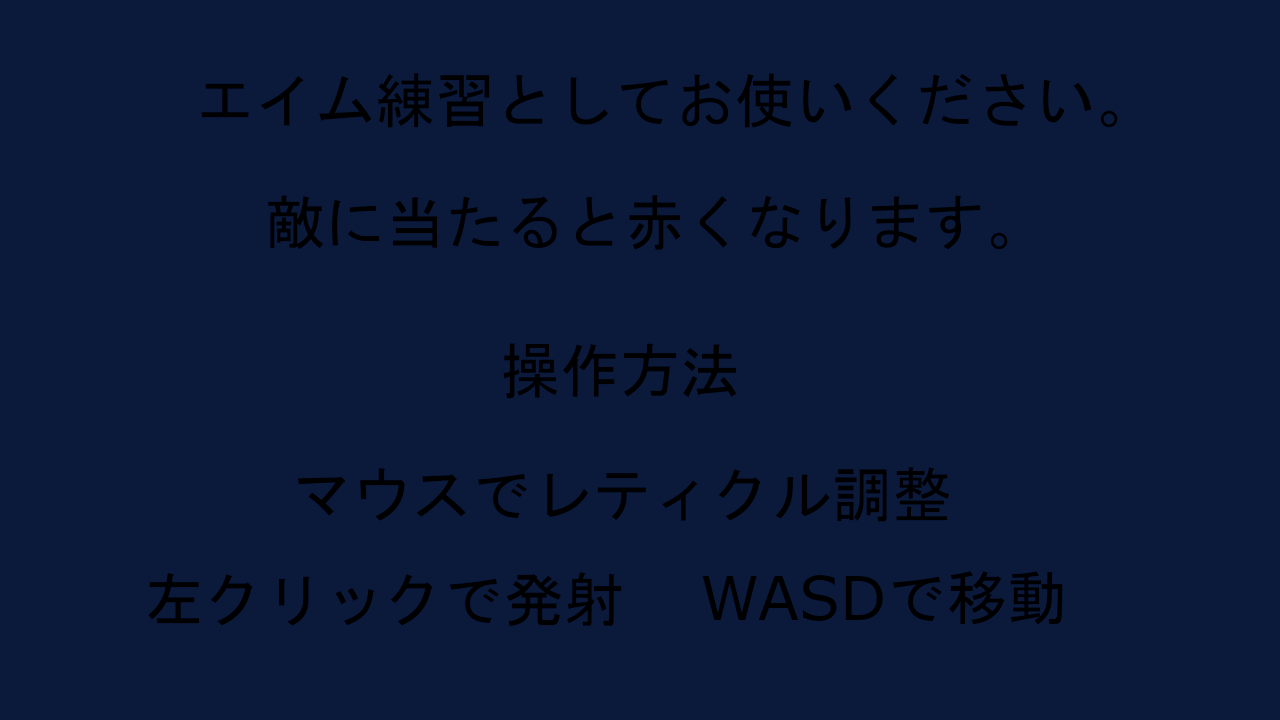 エイム練習としてお使いください。
敵に当たると赤くなります。
操作方法
マウスでレティクル調整
左クリックで発射　WASDで移動